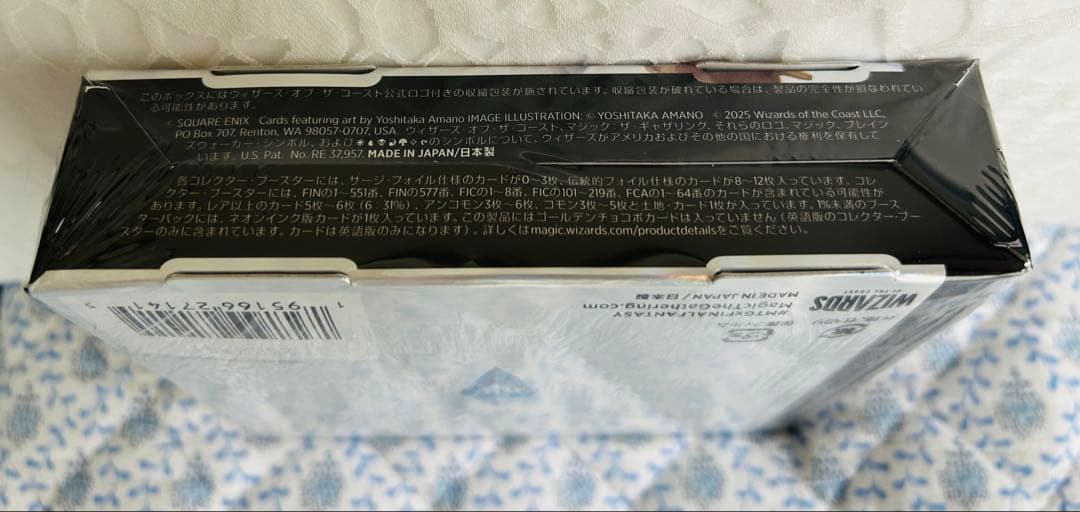 このボックスにはウィザーズ・オブ・ザ・コースト公式ロゴ付きの収縮包装が施されています。収縮包装が破れている場合は、製品の完全性が損なわれてい
る可能性があります。
SQUARE ENIX Cards featuring art by Yoshitaka Amano IMAGE ILLUSTRATION: © YOSHITAKA AMANO © 2025 Wizards of the Coast LLC,
PO Box 707, Renton, WA 98057-0707, USA. ウィザーズ・オブ・ザ・コースト、マジック：ザ・ギャザリング、それらのロゴ、マジック、プレイン
ズウォーカー・シンボル、および のシンボルについて、ウィザーズがアメリカおよびその他の国における権利を保有して
います。U.S. Pat. No. RE 37,957. MADE IN JAPAN/日本製
各コレクター・ブースターには、サージ・フォイル仕様のカードが0～3枚、伝統的フォイル仕様のカードが8～12枚入っています。コレ
クター・ブースターには、FINの1～551番、FINの577番、FICの1～8番、FICの101～219番、FCAの1～64番のカードが含まれている可能性が
あります。レア以上のカード5枚～6枚（6：31%）、アンコモン3枚～6枚、コモン3枚～5枚と土地・カード1枚が入っています。1%未満のブース
ターパックには、ネオンインク版カードが1枚入っています。この製品にはゴールデンチョコボカードは入っていません（英語版のコレクター・ブー
スターのみに含まれています。カードは英語版のみになります）。詳しくはmagic.wizards.com/productdetailsをご覧ください。
WIZARDS
OF THE COAST
#MTGxFINALFANTASY
MagicTheGathering.com
MADE IN JAPAN / 日本製
1 95166 27141 5
保護フィルム
外箱、仕切り